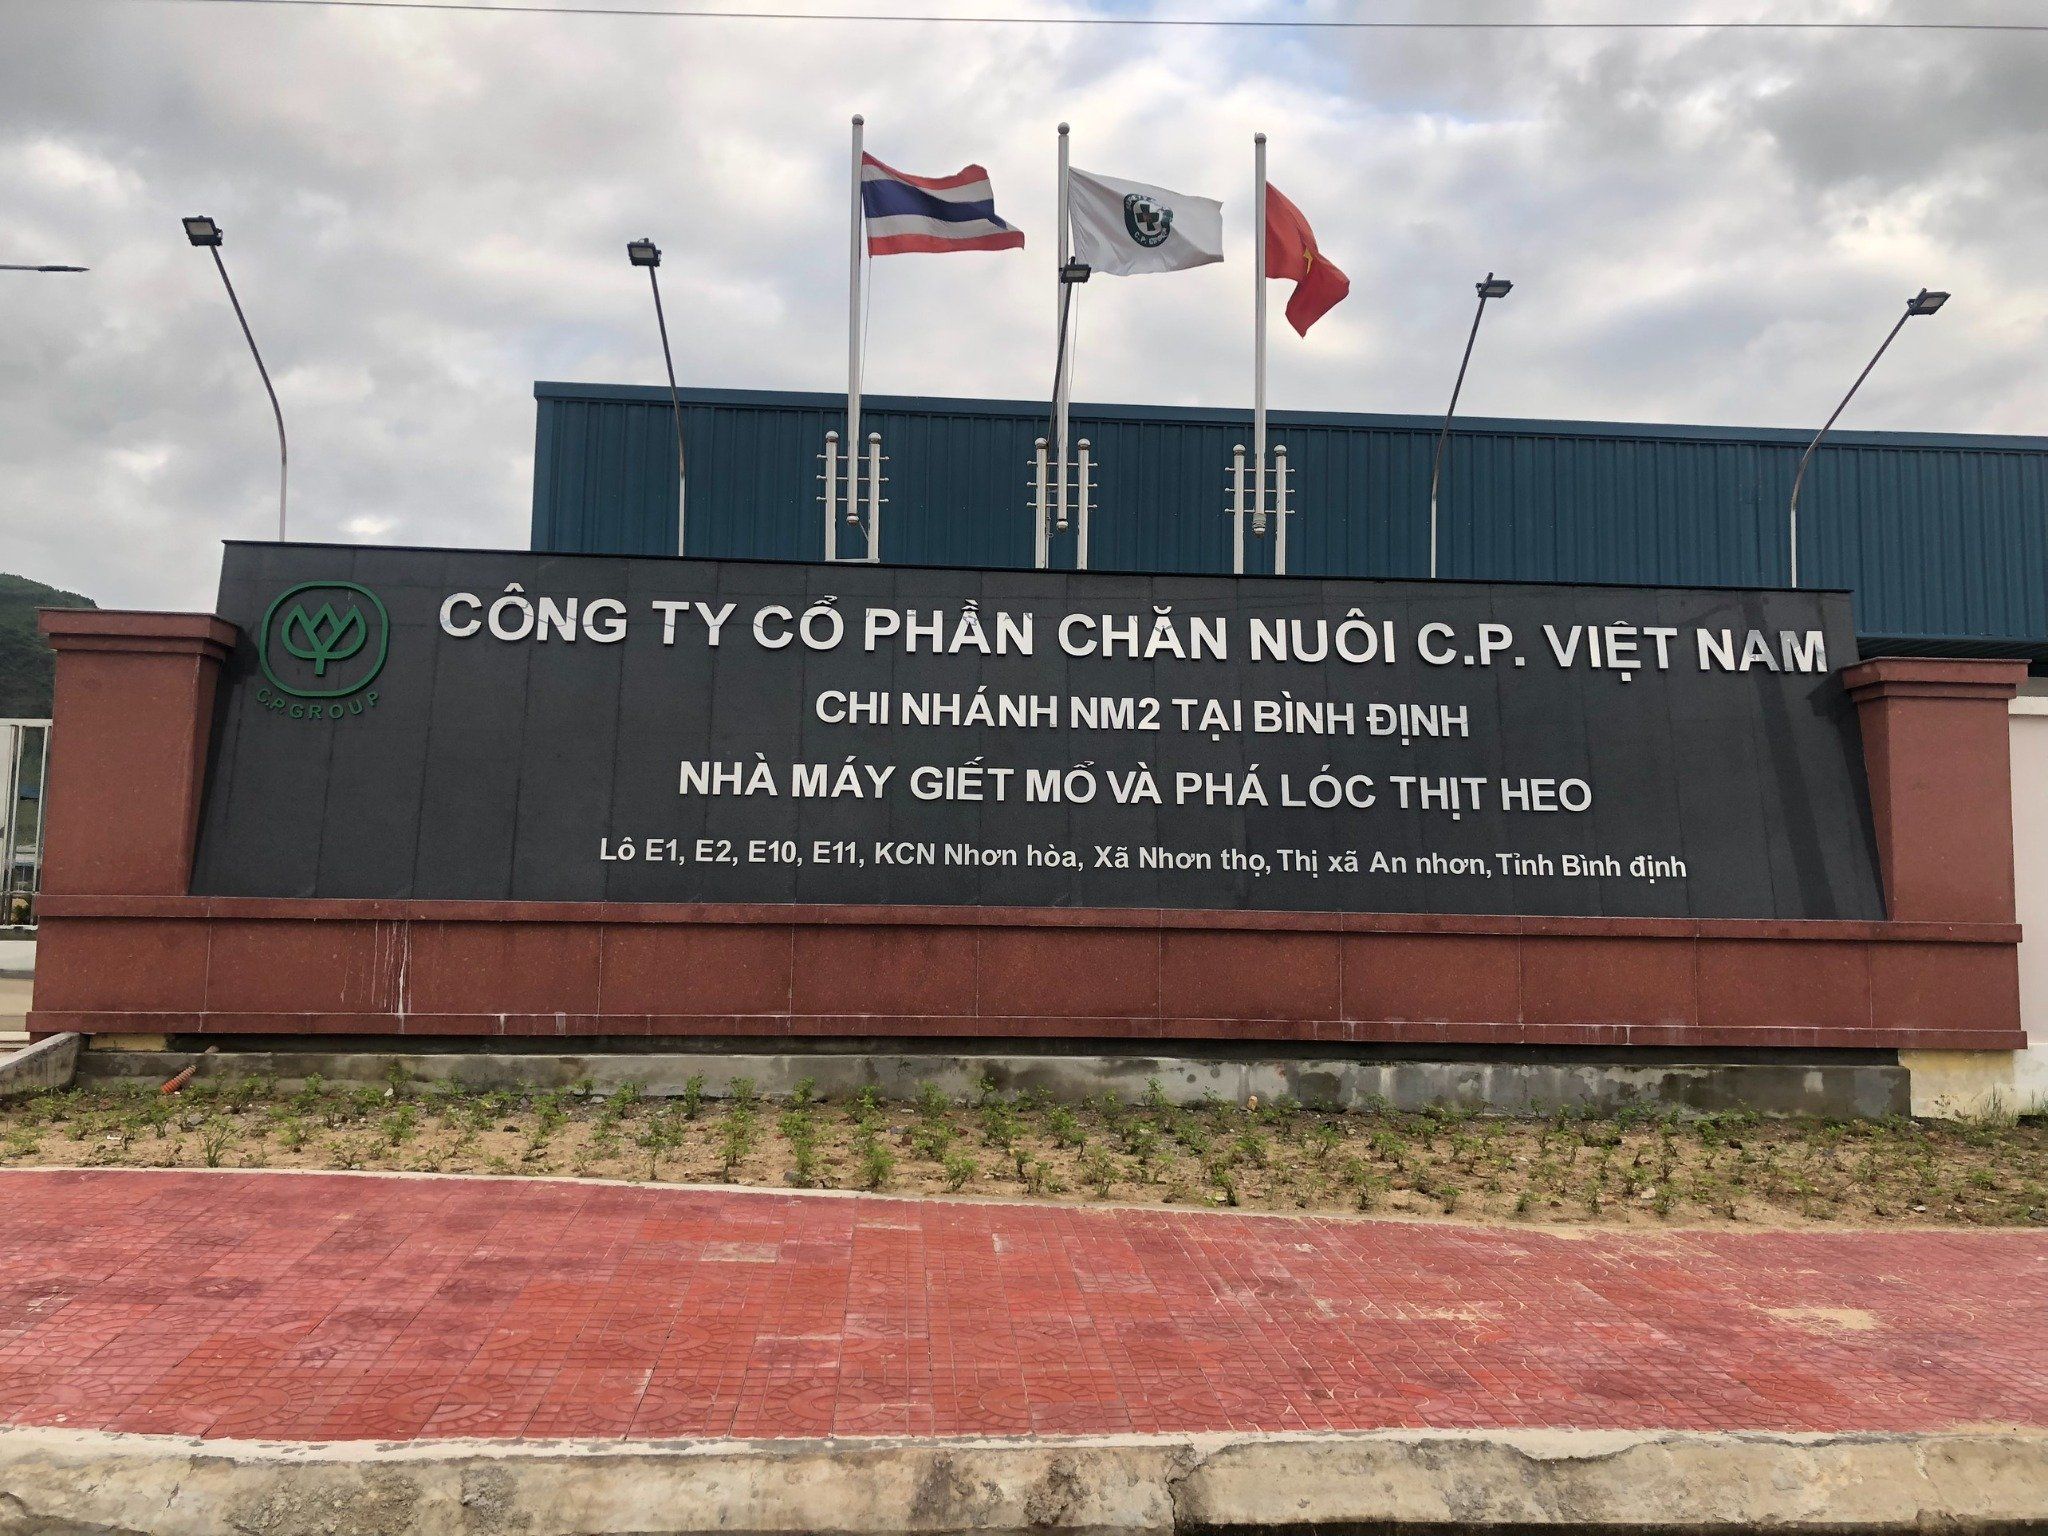 C.P. GROUP
C.P.GROUP
CÔNG TY CỔ PHẦN CHĂN NUÔI C.P. VIỆT NAM
CHI NHÁNH NM2 TẠI BÌNH ĐỊNH
NHÀ MÁY GIẾT MỔ VÀ PHÁ LÓC THỊT HEO
Lô E1, E2, E10, E11, KCN Nhơn hòa, Xã Nhơn thọ, Thị xã An nhơn, Tỉnh Bình định